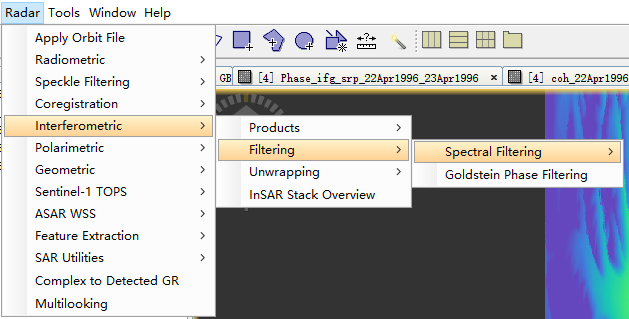 Radar Tools Window Help
Apply Orbit File
Radiometric
Speckle Filtering
Coregistration
Interferometric
Polarimetric
Geometric
Sentinel-1 TOPS
ASAR WSS
Feature Extraction
SAR Utilities
Complex to Detected GR
Multilooking
GB [4] Phase_ifg_srp_22Apr1996_23Apr1996 × [4] coh_22Apr1996
Products
Filtering
Unwrapping
InSAR Stack Overview
Spectral Filtering
Goldstein Phase Filtering